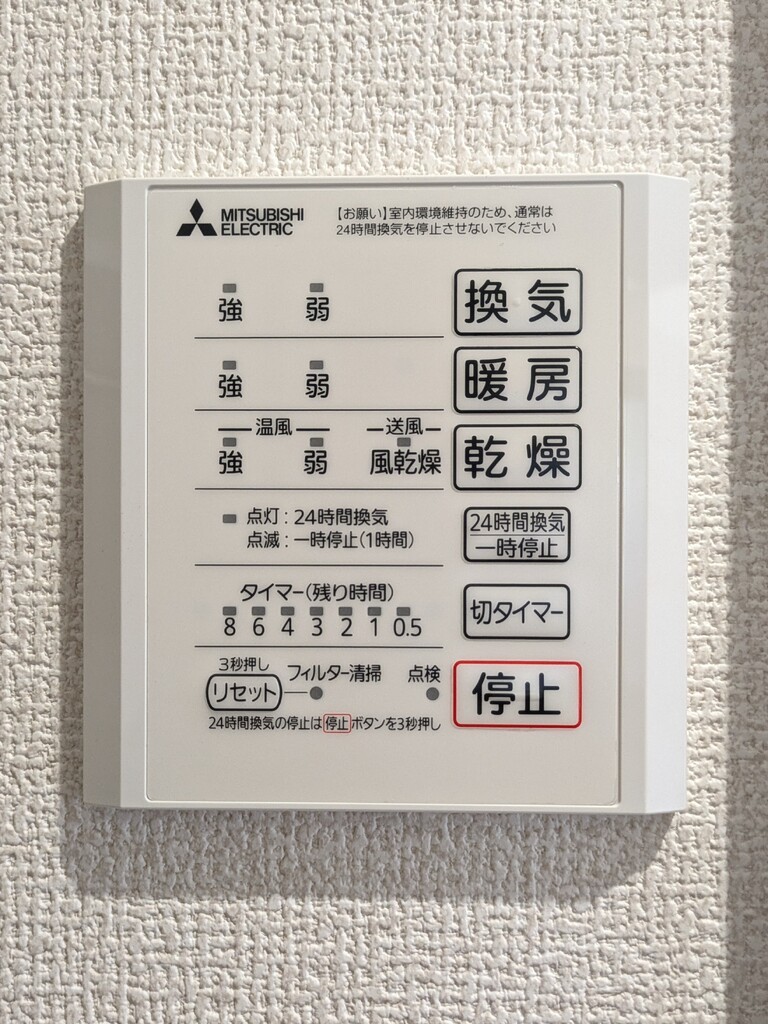 MITSUBISHI
ELECTRIC
【お願い】室内環境維持のため、通常は
24時間換気を停止させないでください
強 弱 換気
強 弱 暖房
温風 送風
強 弱 風乾燥 乾燥
点灯:24時間換気
点滅:一時停止(1時間)
24時間換気
一時停止
タイマー(残り時間)
8 6 4 3 2 1 0.5
切タイマー
3秒押し
リセット フィルター清掃 点検
停止
24時間換気の停止は停止ボタンを3秒押し